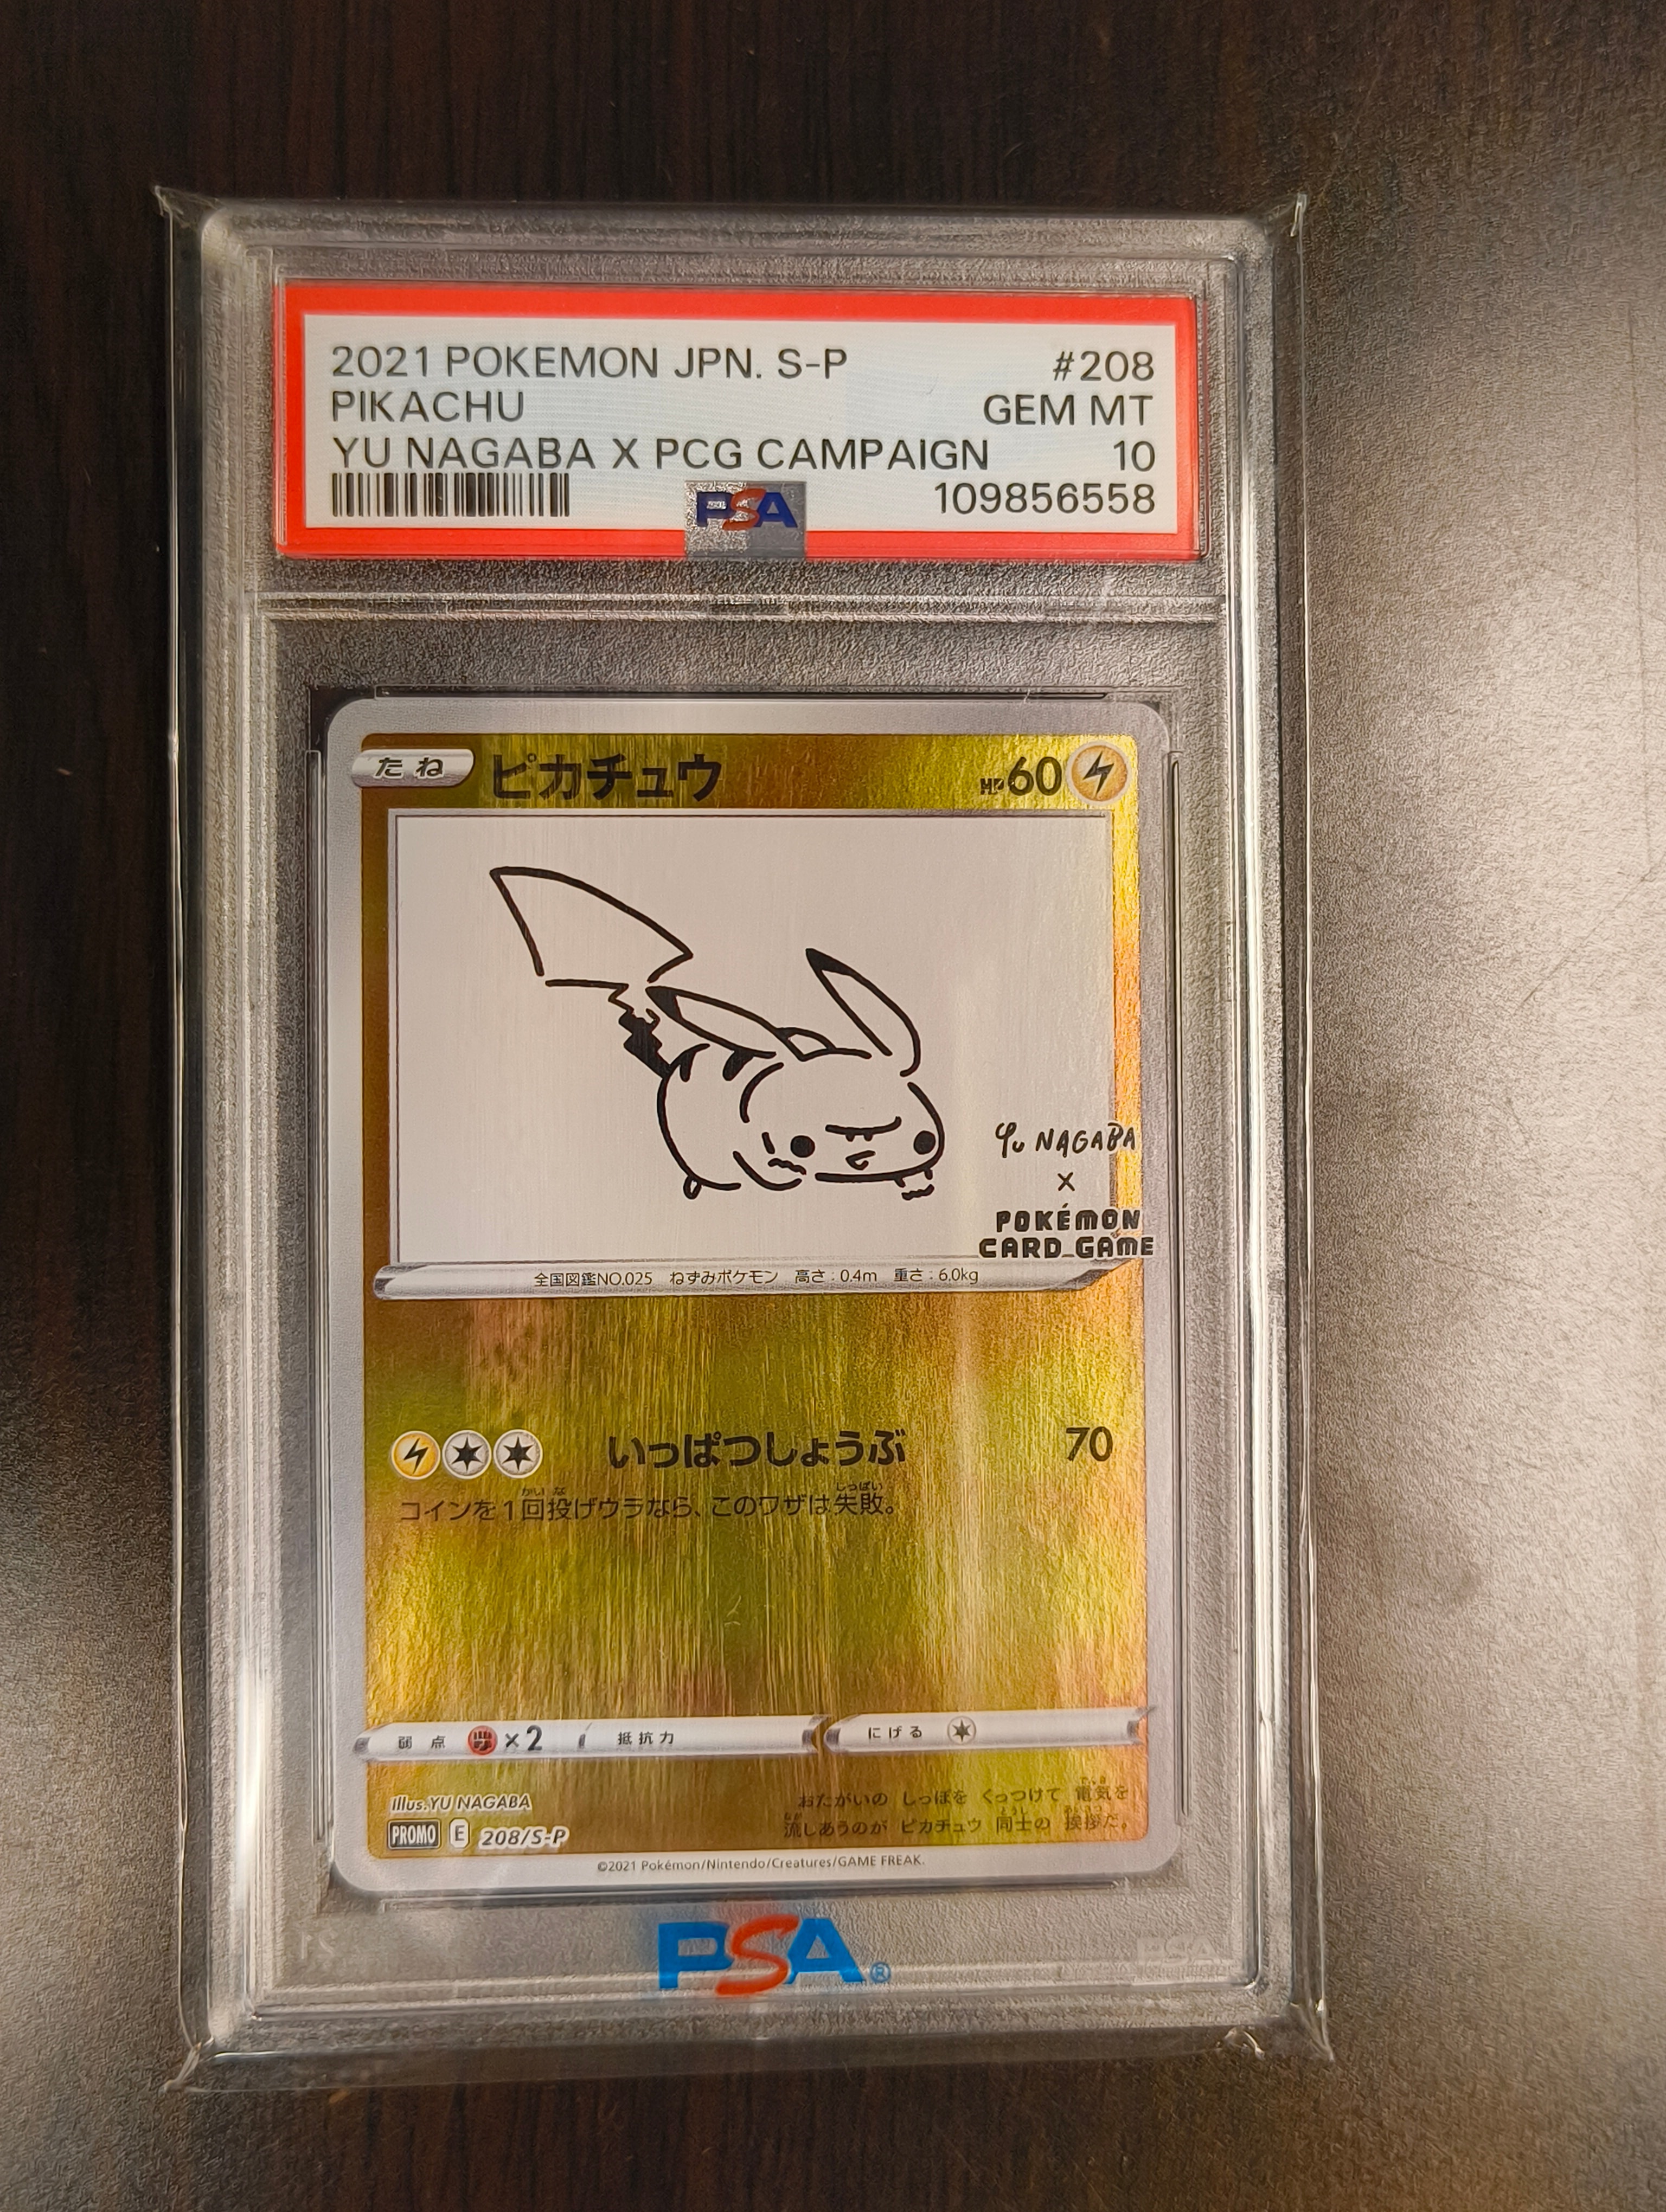 2021 POKEMON JPN. S-P #208
PIKACHU GEM MT
YU NAGABA X PCG CAMPAIGN 10
PSA 109856558
たね ピカチュウ HP60
YU NAGABA
X
POKÉMON
CARD GAME
全国図鑑NO.025 ねずみポケモン 高さ:0.4m 重さ:6.0kg
いっぱつしょうぶ 70
コインを1回投げウラなら、このワザは失敗。
弱点 ×2 抵抗力 にげる
Illus.YU NAGABA
PROMO E 208/S-P
おたがいの しっぽを くっつけて 電気を
流しあうのが ピカチュウ 同士の 挨拶だ。
©2021 Pokémon/Nintendo/Creatures/GAME FREAK.
PSA®